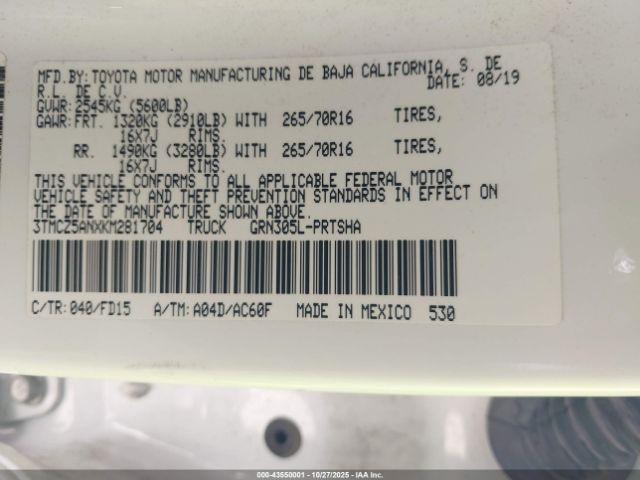 MFD.BY: TOYOTA MOTOR MANUFACTURING DE BAJA CALIFORNIA, S. DE
R.L. DE C.V. DATE: 08/19
GVWR: 2545KG (5600LB)
GAWR: FRT. 1320KG (2910LB) WITH 265/70R16 TIRES,
16X7J RIMS.
RR. 1490KG (3280LB) WITH 265/70R16 TIRES,
16X7J RIMS.
THIS VEHICLE CONFORMS TO ALL APPLICABLE FEDERAL MOTOR
VEHICLE SAFETY AND THEFT PREVENTION STANDARDS IN EFFECT ON
THE DATE OF MANUFACTURE SHOWN ABOVE.
3TMCZ5ANXKM281704 TRUCK GRN305L-PRTSHA
C/TR: 040/FD15 A/TM: A04D/AC60F MADE IN MEXICO 530
000-43550001 - 10/27/2025 - IAA Inc.